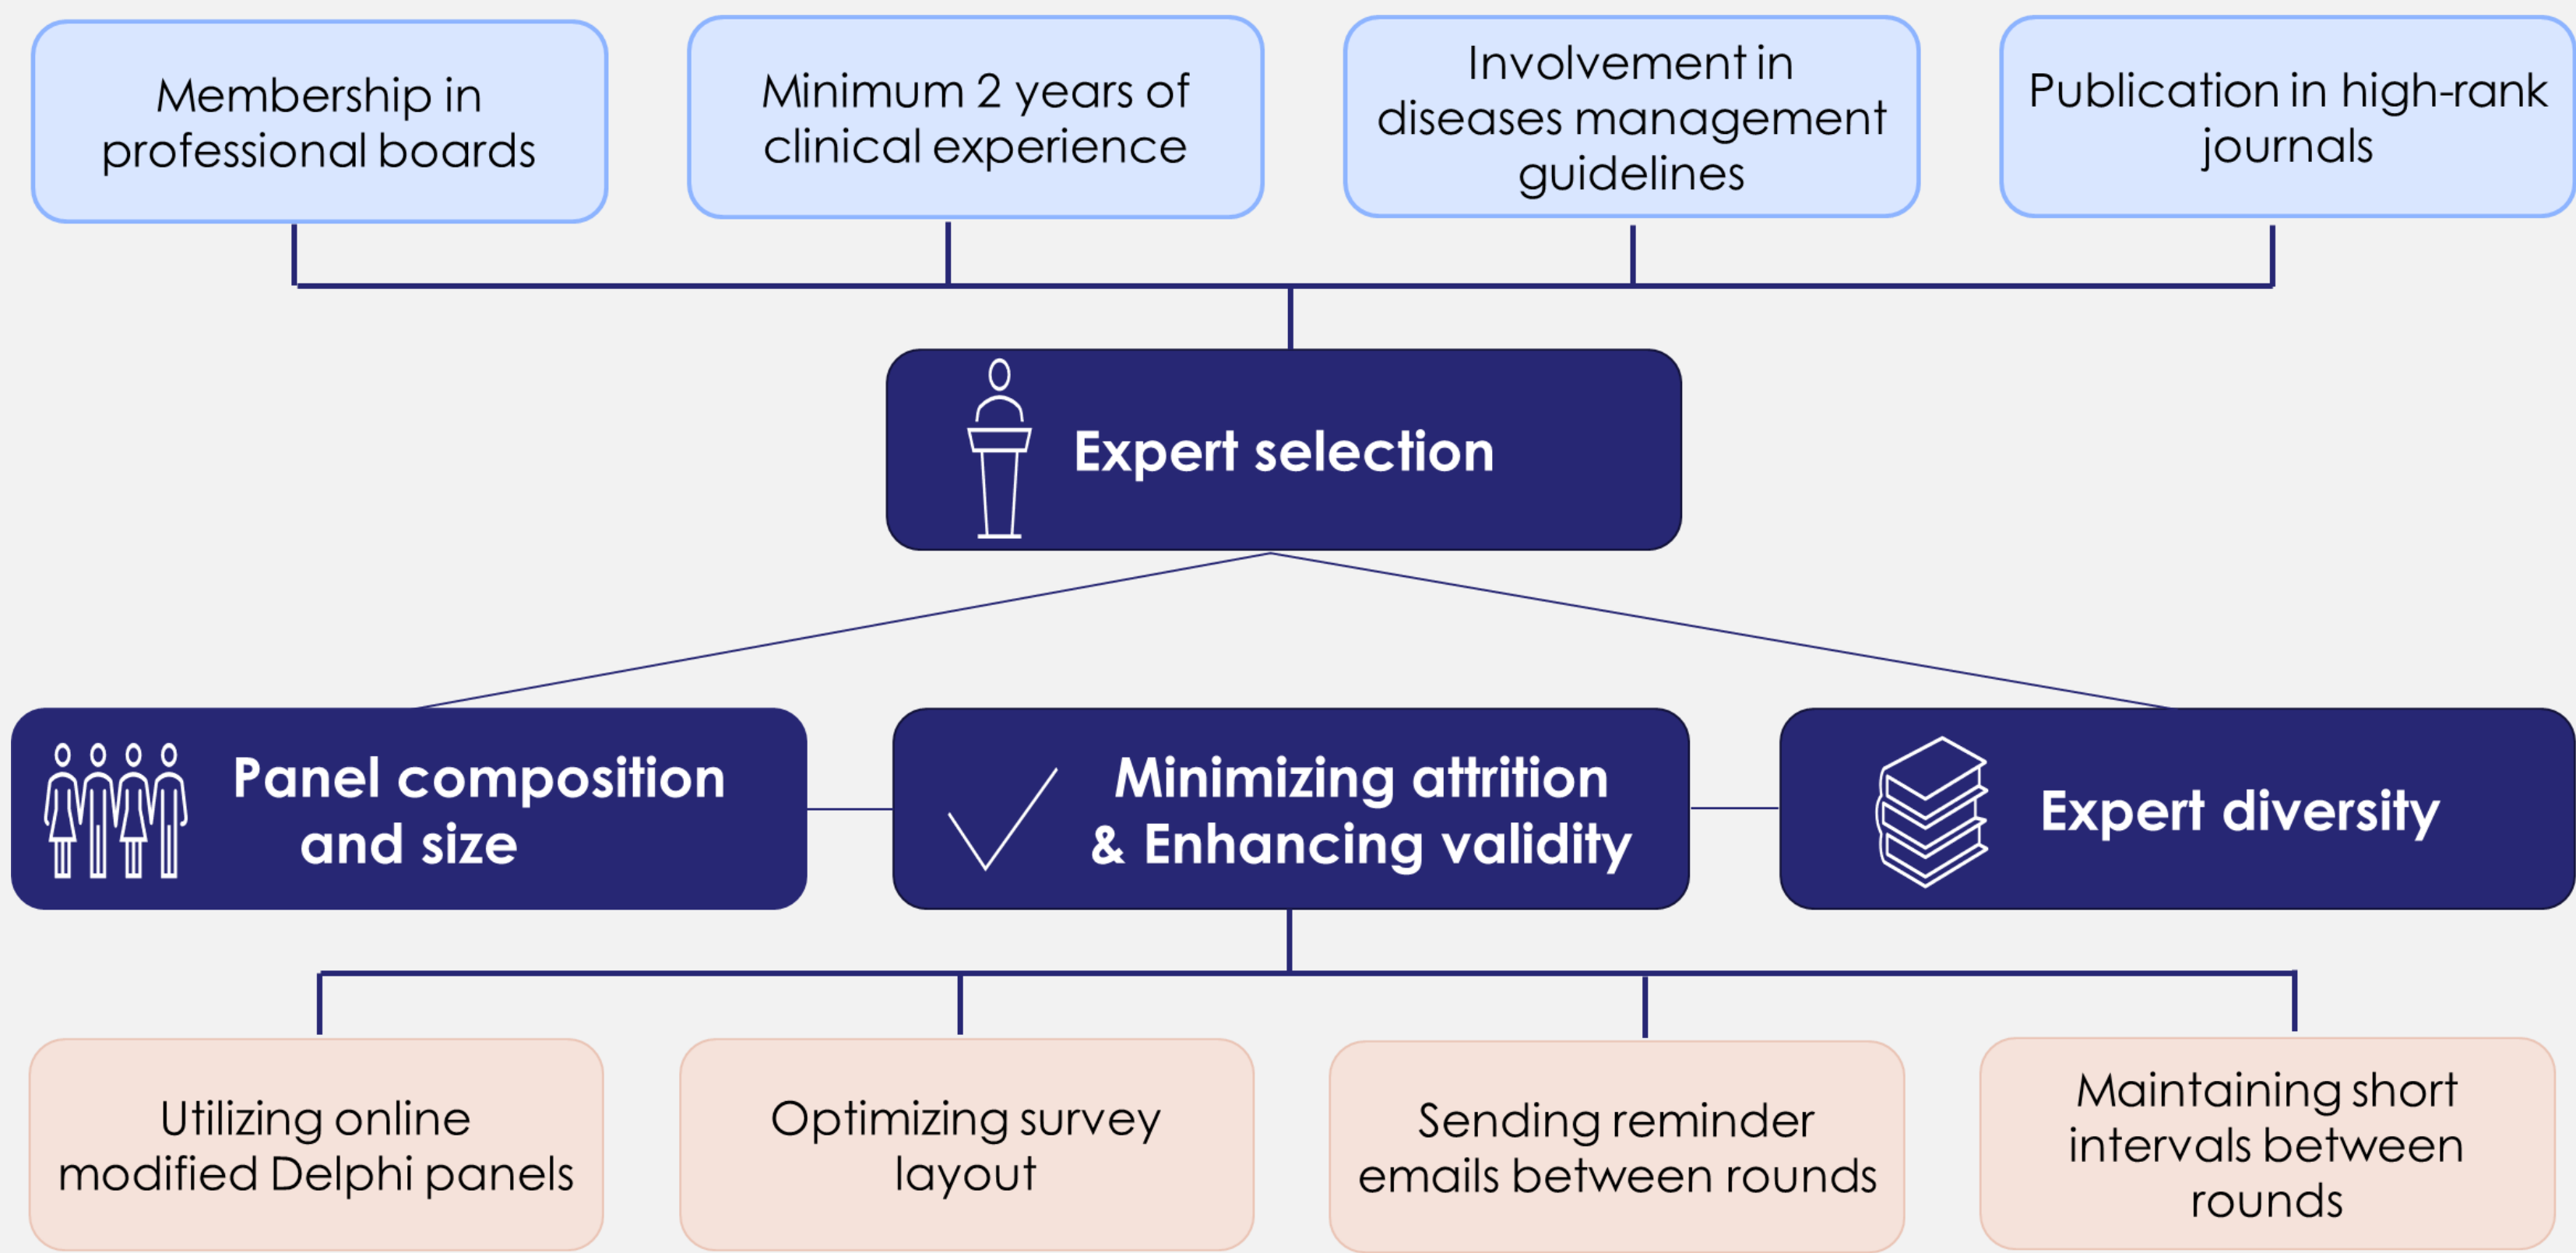 Membership in
professional boards
Minimum 2 years of
clinical experience
Involvement in
diseases management
guidelines
Publication in high-rank
journals
Expert selection
Panel composition
and size
Minimizing attrition
& Enhancing validity
Expert diversity
Utilizing online
modified Delphi panels
Optimizing survey
layout
Sending reminder
emails between rounds
Maintaining short
intervals between
rounds